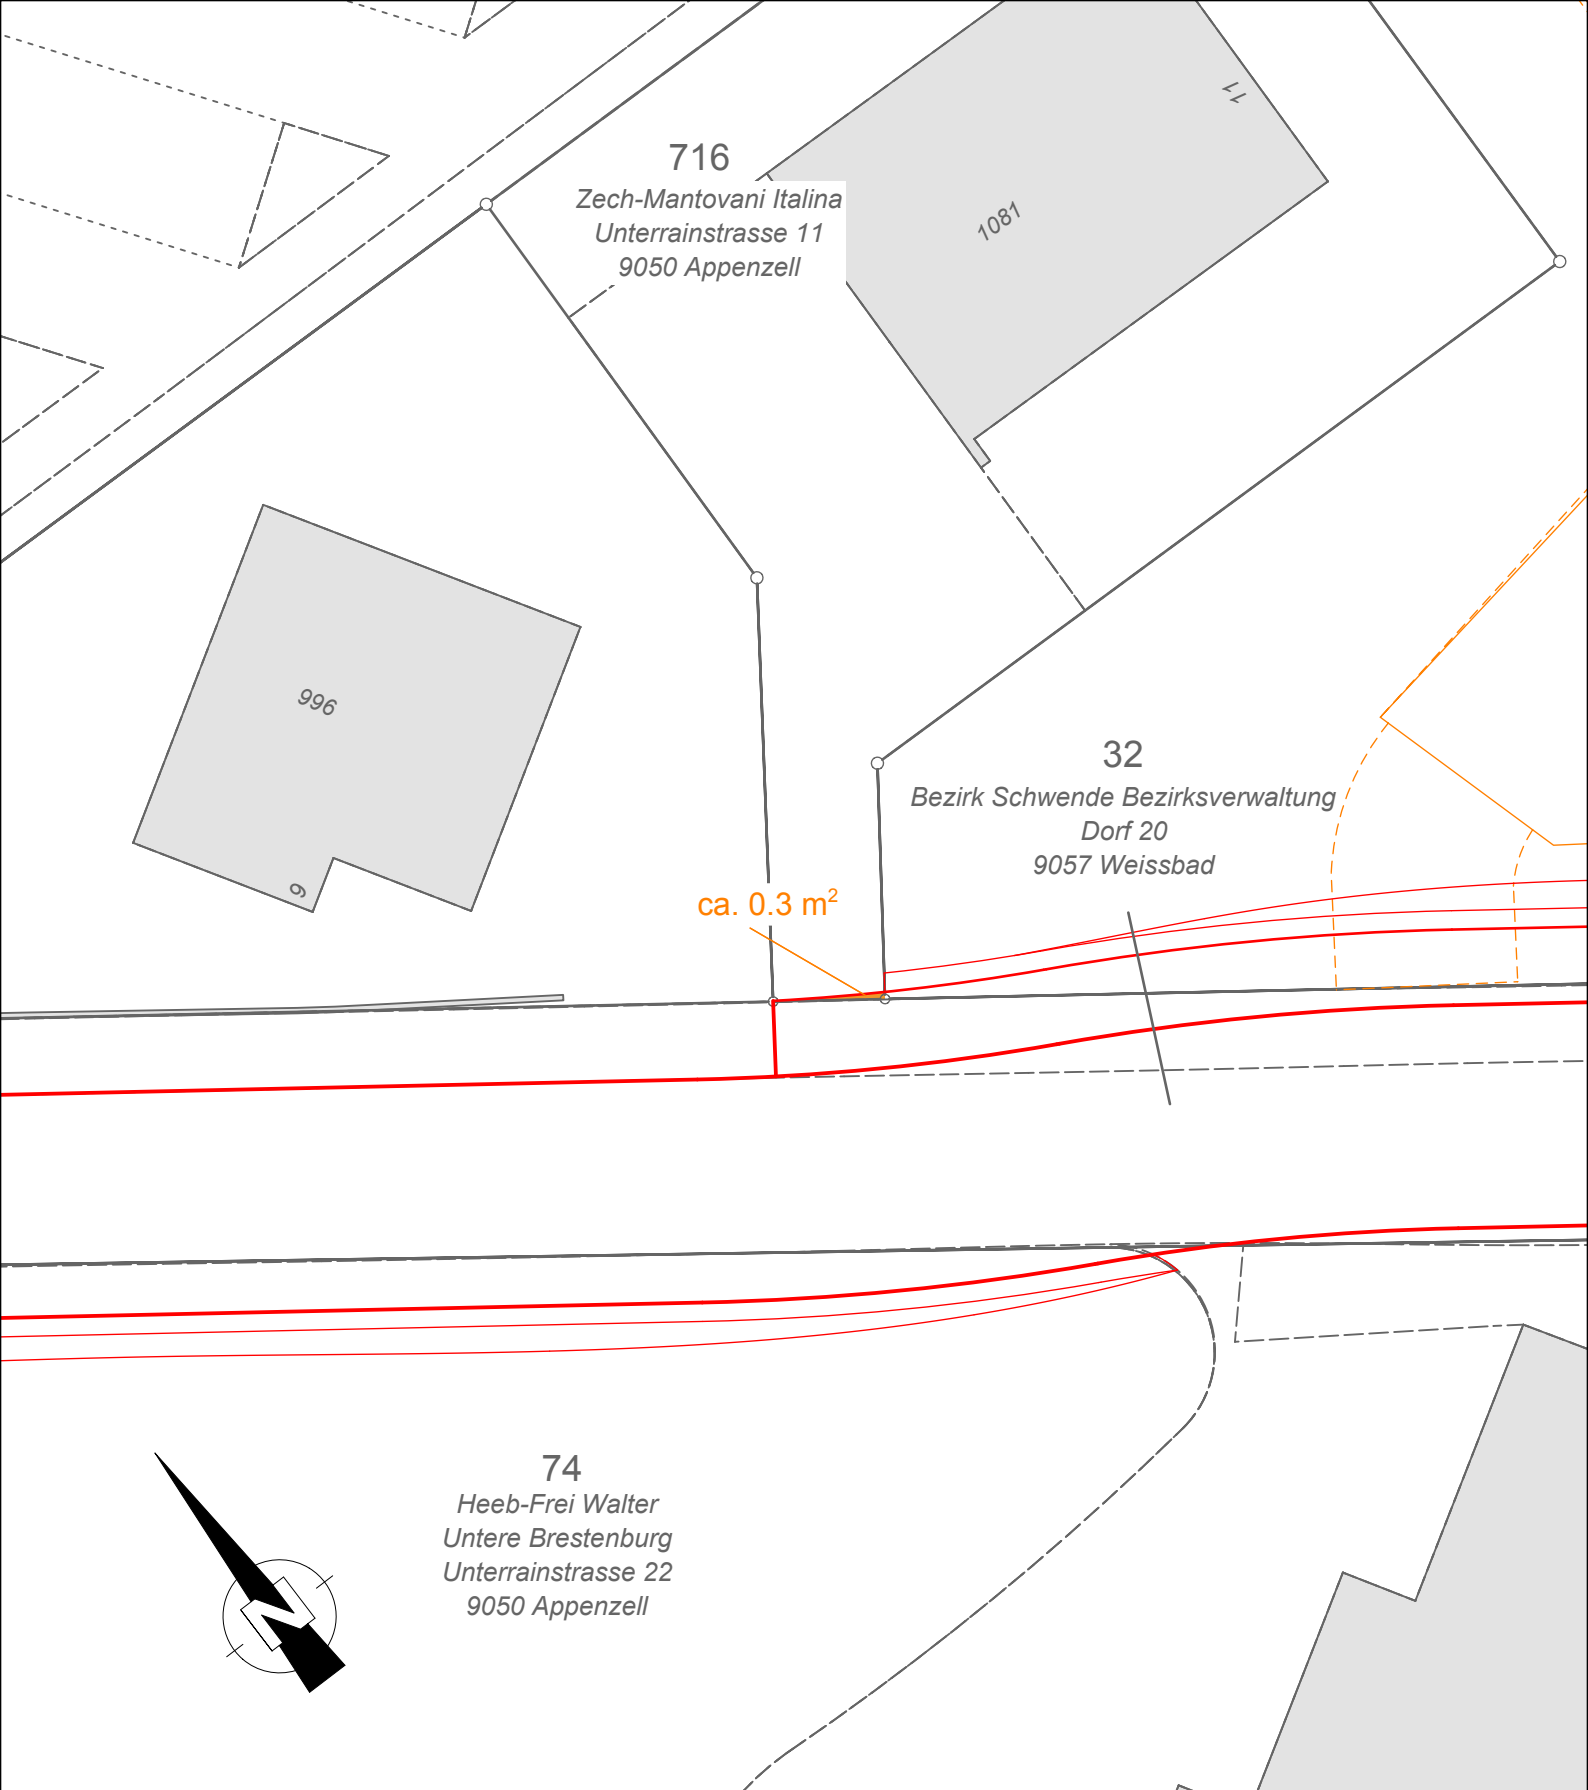 11
716
Zech-Mantovani Italina
Unterrainstrasse 11
9050 Appenzell
1081
996
9
32
Bezirk Schwende Bezirksverwaltung
Dorf 20
9057 Weissbad
ca. 0.3 m²
74
Heeb-Frei Walter
Untere Brestenburg
Unterrainstrasse 22
9050 Appenzell
N